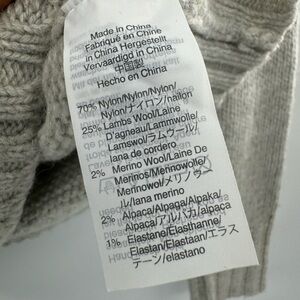 Made in China/
Fabriqué en Chine
in China Hergestellt
Vervaardigd in China
中国製
Hecho en China
70% Nylon/Nylon/Nylon/
Nylon/ナイロン/nailon
25% Lambs Wool/Laine
D'agneau/Lammwolle/
Lamswol/ラムウール/
lana de cordero
2% Merino Wool/Laine De
Merinos/Merinowolle/
Merinowol/メリノウー
ル/lana merino
2% Alpaca/Alpaga/Alpaka/
Alpaca/アルパカ/alpaca
1% Elastane/Elasthanne/
Elastan/Elastaan/エラス
テーン/elastano